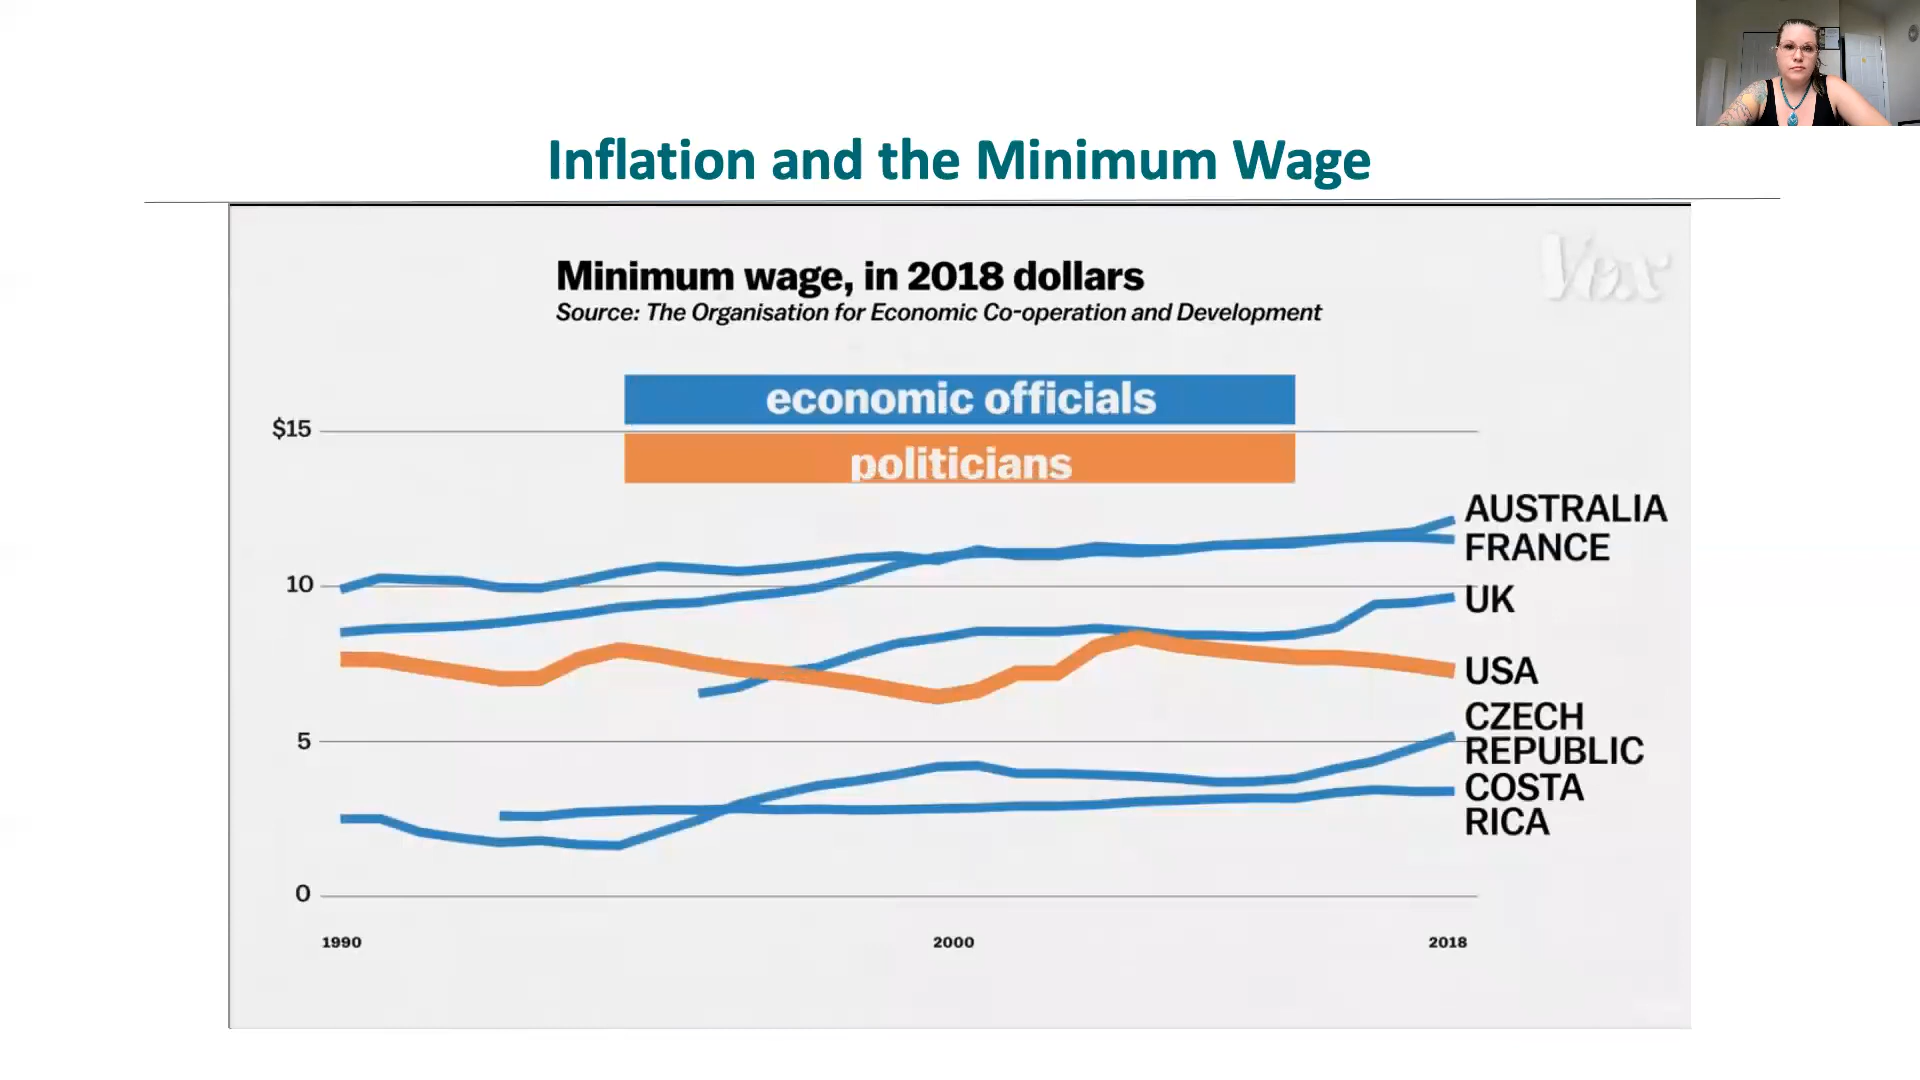 Inflation and the Minimum Wage
Vox
Minimum wage, in 2018 dollars
Source: The Organisation for Economic Co-operation and Development
economic officials
$15
politicians
AUSTRALIA
FRANCE
10
UK
USA
CZECH
REPUBLIC
5
COSTA
RICA
0
1990
2000
2018